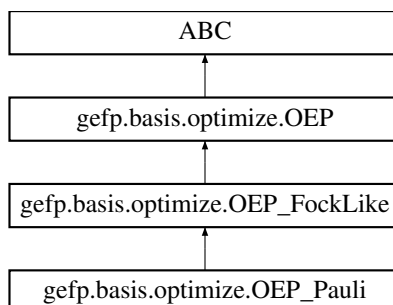 ABC
gefp.basis.optimize.OEP
gefp.basis.optimize.OEP_FockLike
gefp.basis.optimize.OEP_Pauli